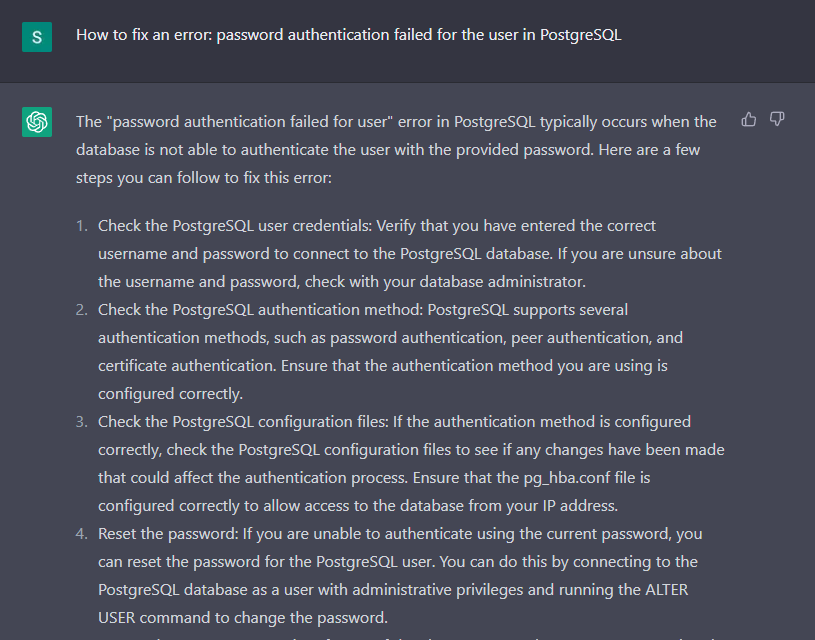 S
How to fix an error: password authentication failed for the user in PostgreSQL
The "password authentication failed for user" error in PostgreSQL typically occurs when the
database is not able to authenticate the user with the provided password. Here are a few
steps you can follow to fix this error:
1. Check the PostgreSQL user credentials: Verify that you have entered the correct
username and password to connect to the PostgreSQL database. If you are unsure about
the username and password, check with your database administrator.
2. Check the PostgreSQL authentication method: PostgreSQL supports several
authentication methods, such as password authentication, peer authentication, and
certificate authentication. Ensure that the authentication method you are using is
configured correctly.
3. Check the PostgreSQL configuration files: If the authentication method is configured
correctly, check the PostgreSQL configuration files to see if any changes have been made
that could affect the authentication process. Ensure that the pg_hba.conf file is
configured correctly to allow access to the database from your IP address.
4. Reset the password: If you are unable to authenticate using the current password, you
can reset the password for the PostgreSQL user. You can do this by connecting to the
PostgreSQL database as a user with administrative privileges and running the ALTER
USER command to change the password.